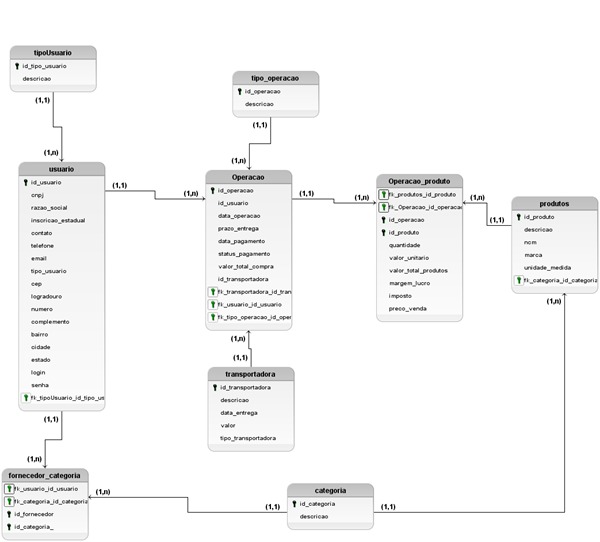 tipoUsuario
id_tipo_usuario
descricao
(1,1)
(1,n)
tipo_operacao
id_operacao
descricao
(1,1)
(1,n)
usuario
id_usuario
cnpj
razao_social
inscricao_estadual
contato
telefone
email
tipo_usuario
cep
logradouro
numero
complemento
bairro
cidade
estado
login
senha
fk_tipoUsuario_id_tipo_us
(1,1)
(1,n)
Operacao
id_operacao
id_usuario
data_operacao
prazo_entrega
data_pagamento
status_pagamento
valor_total_compra
id_transportadora
fk_transportadora_id_tran
fk_usuario_id_usuario
fk_tipo_operacao_id_oper
(1,1)
(1,n)
Operacao_produto
fk_produtos_id_produto
fk_Operacao_id_operacao
id_operacao
id_produto
quantidade
valor_unitario
valor_total_produtos
margem_lucro
imposto
preco_venda
(1,n)
(1,1)
produtos
id_produto
descricao
ncm
marca
unidade_medida
fk_categoria_id_categoria
(1,n)
(1,n)
(1,1)
transportadora
id_transportadora
descricao
data_entrega
valor
tipo_transportadora
(1,1)
(1,n)
fornecedor_categoria
fk_usuario_id_usuario
fk_categoria_id_categoria
id_fornecedor
id_categoria_
(1,n)
(1,1)
categoria
id_categoria
descricao
(1,1)